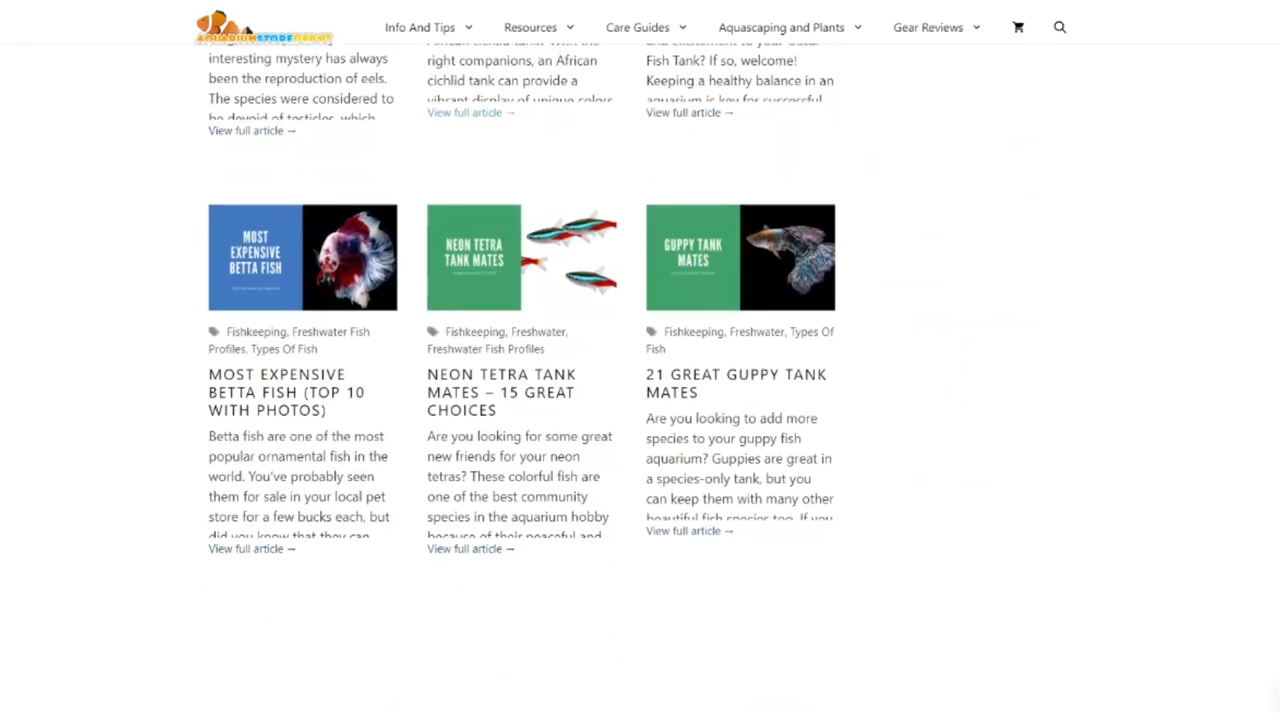 AQUARIUMSTOREDEPOT
Info And Tips
Resources
Care Guides
Aquascaping and Plants
Gear Reviews
interesting mystery has always
been the reproduction of eels.
The species were considered to
be devoid of testicles, which
View full article →
right companions, an African
cichlid tank can provide a
vibrant display of unique colors
View full article →
Fish Tank? If so, welcome!
Keeping a healthy balance in an
aquarium is key for successful
View full article →
MOST
EXPENSIVE
BETTA FISH
Fishkeeping, Freshwater Fish
Profiles, Types Of Fish
MOST EXPENSIVE
BETTA FISH (TOP 10
WITH PHOTOS)
Betta fish are one of the most
popular ornamental fish in the
world. You've probably seen
them for sale in your local pet
store for a few bucks each, but
did you know that they can
View full article →
NEON TETRA
TANK MATES
Fishkeeping, Freshwater,
Freshwater Fish Profiles
NEON TETRA TANK
MATES – 15 GREAT
CHOICES
Are you looking for some great
new friends for your neon
tetras? These colorful fish are
one of the best community
species in the aquarium hobby
because of their peaceful and
View full article →
GUPPY TANK
MATES
Fishkeeping, Freshwater, Types Of
Fish
21 GREAT GUPPY TANK
MATES
Are you looking to add more
species to your guppy fish
aquarium? Guppies are great in
a species-only tank, but you
can keep them with many other
beautiful fish species too. If you
View full article →